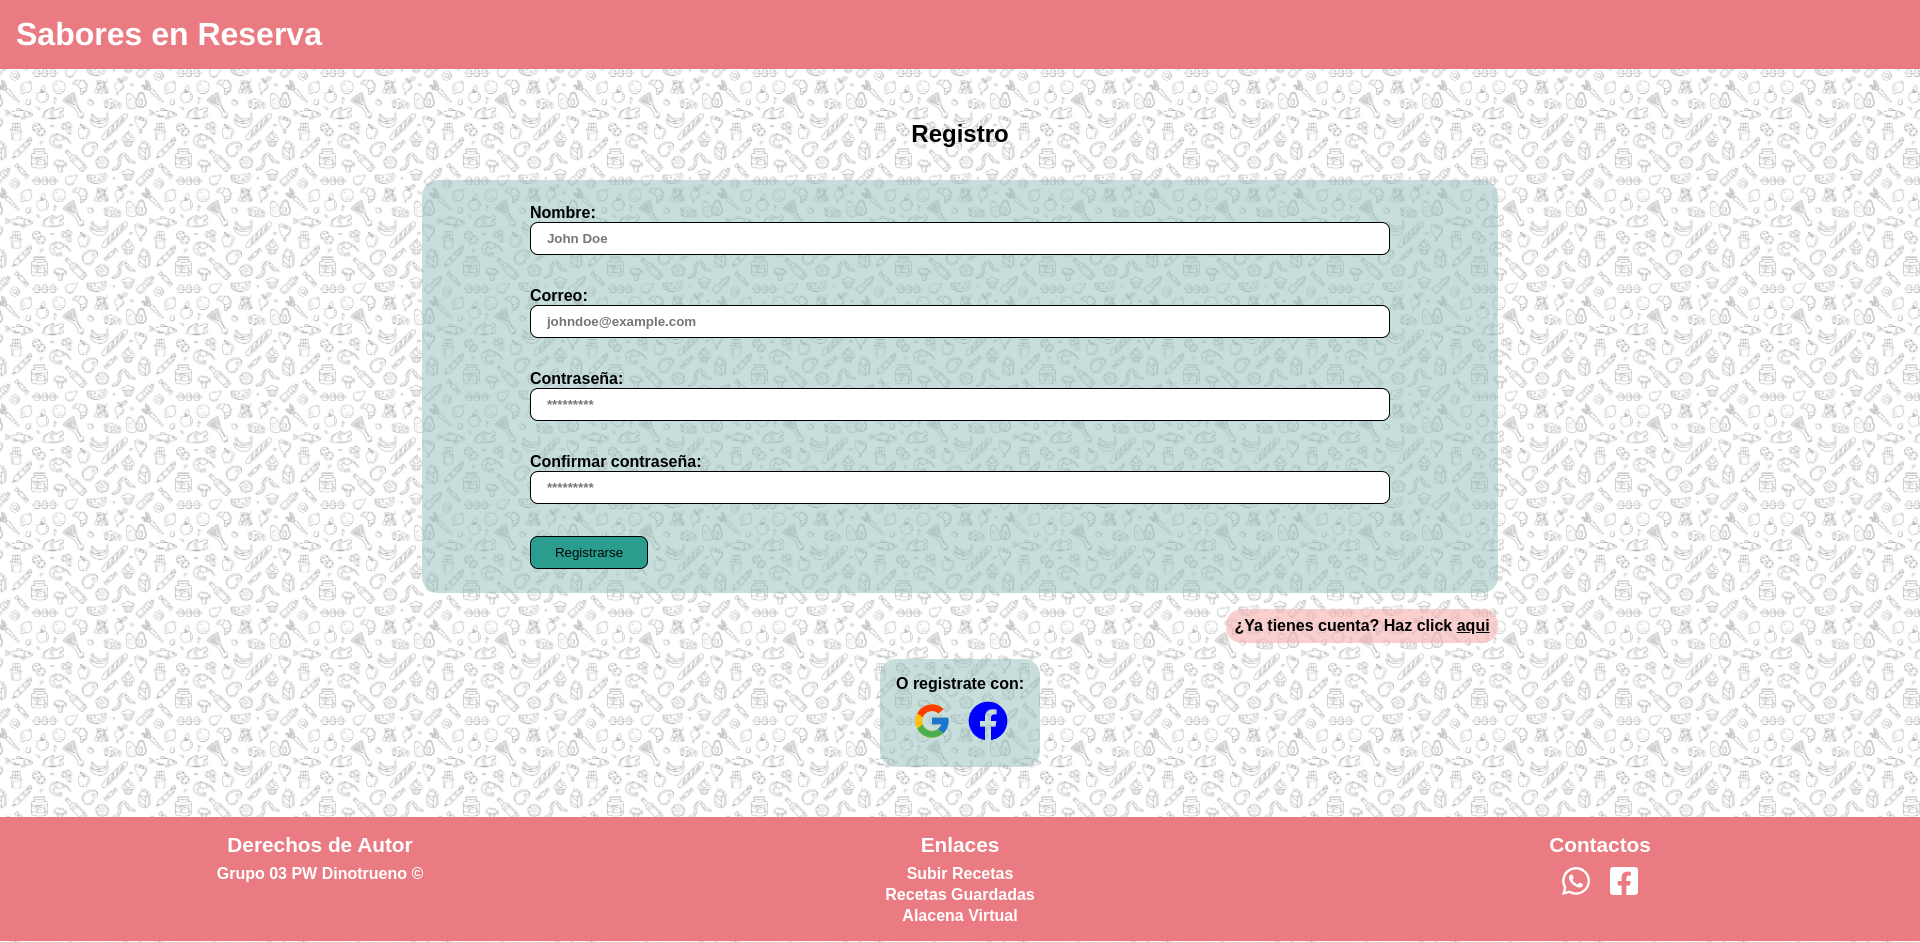 Sabores en Reserva
Registro
Nombre:
John Doe
Correo:
johndoe@example.com
Contraseña:
*********
Confirmar contraseña:
*********
Registrarse
¿Ya tienes cuenta? Haz click aqui
O registrate con:
Derechos de Autor
Grupo 03 PW Dinotrueno ©
Enlaces
Subir Recetas
Recetas Guardadas
Alacena Virtual
Contactos